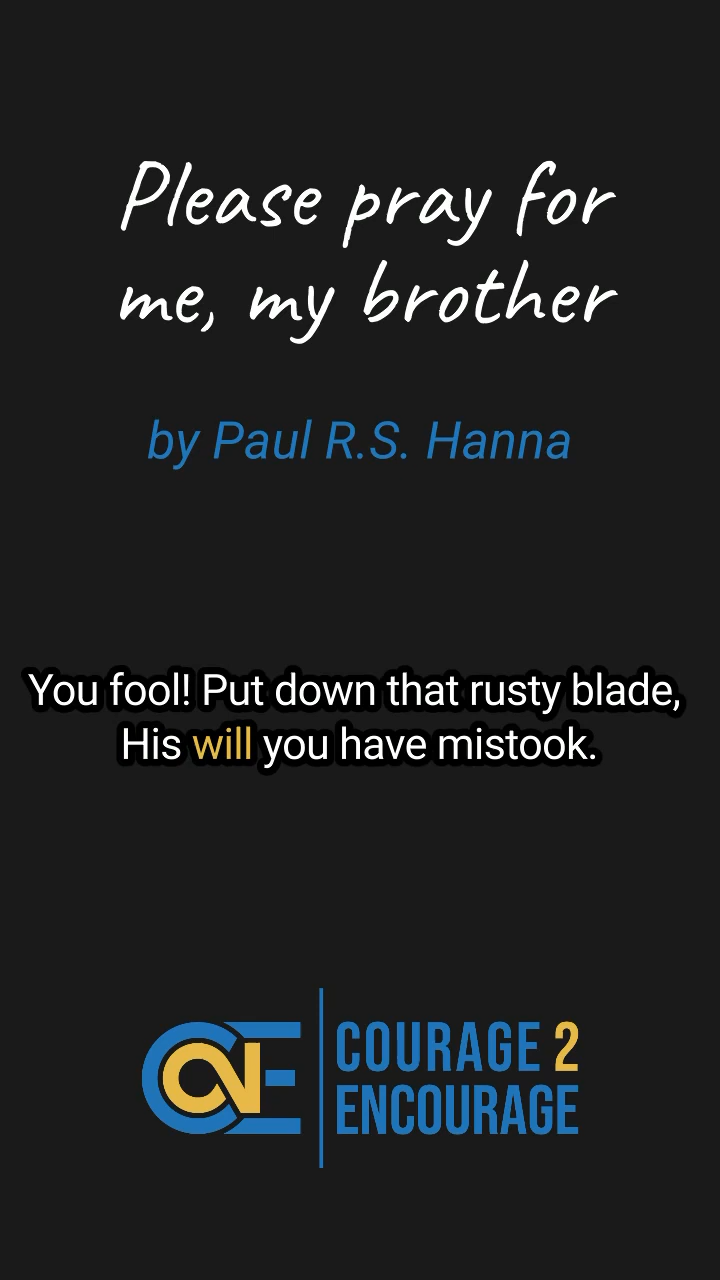 Please pray for
me, my brother
by Paul R.S. Hanna
You fool! Put down that rusty blade,
His will you have mistook.
COURAGE 2
ENCOURAGE